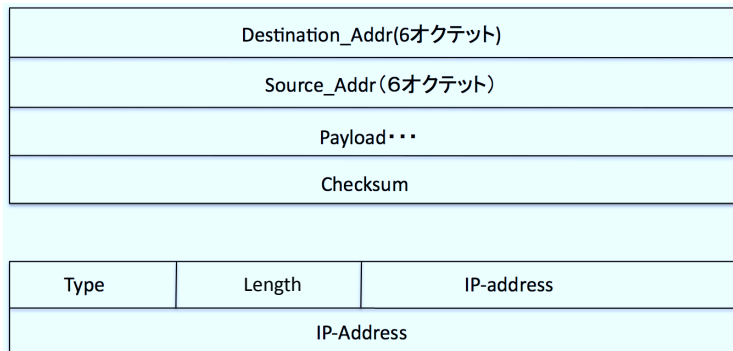 Destination_Addr(6オクテット)
Source_Addr（６オクテット）
Payload・・・
Checksum
Type Length IP-address
IP-Address